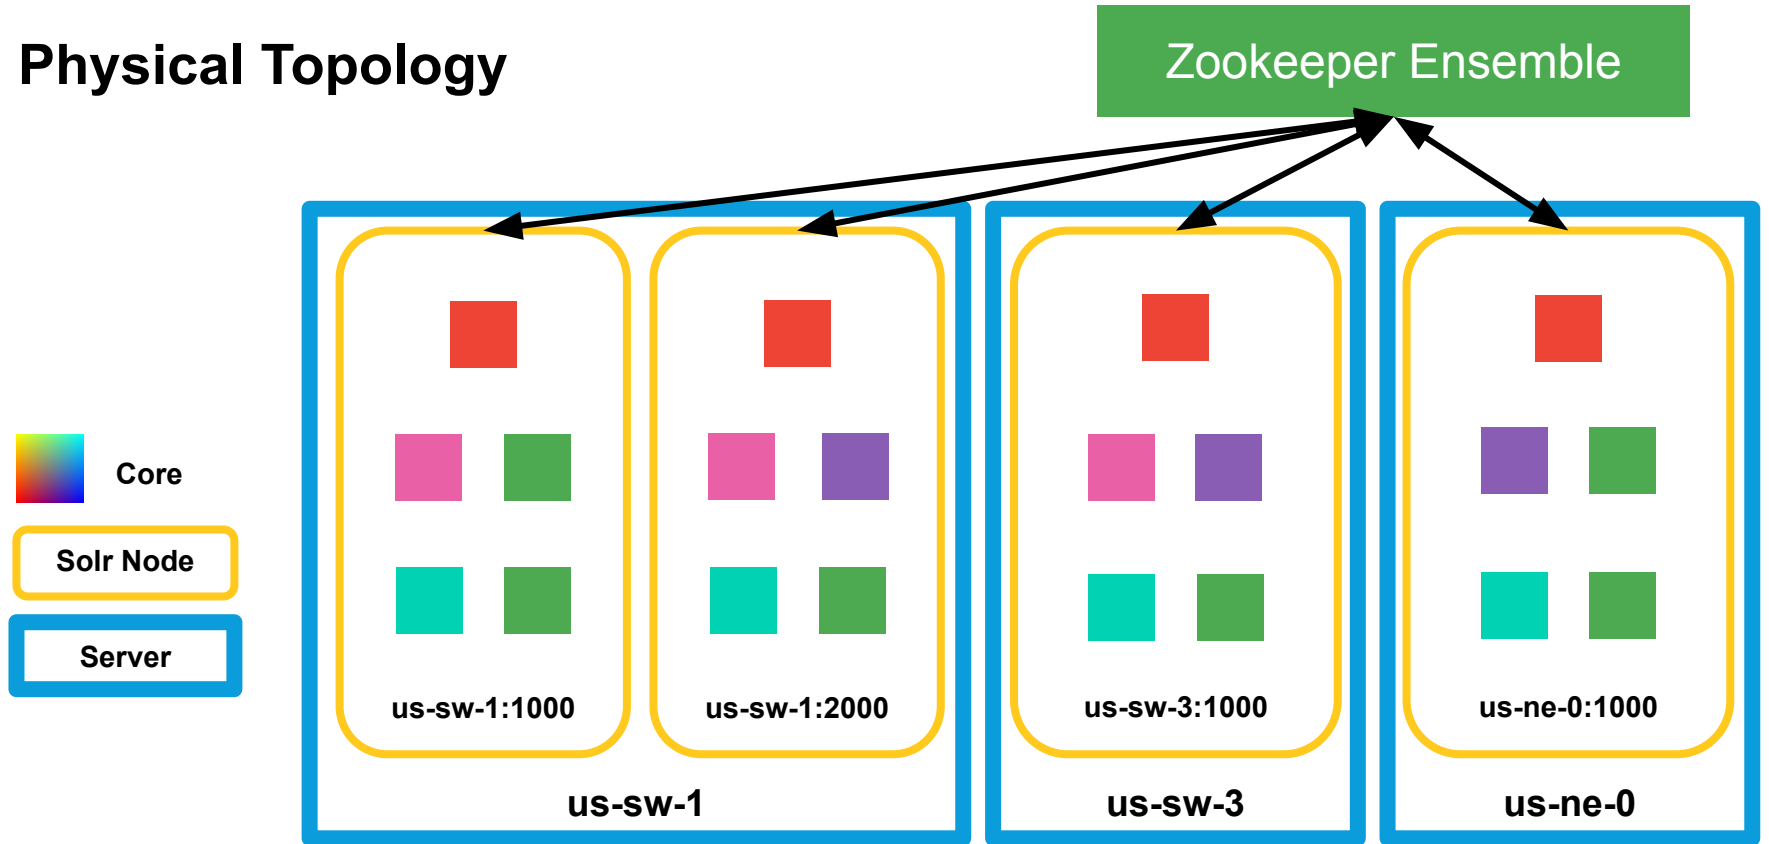 Physical Topology
Zookeeper Ensemble
Core
Solr Node
Server
us-sw-1:1000
us-sw-1:2000
us-sw-3:1000
us-ne-0:1000
us-sw-1
us-sw-3
us-ne-0